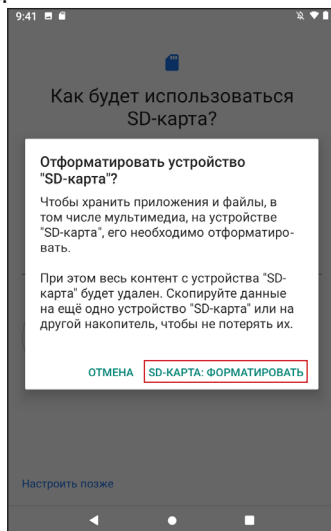 9:41
Как будет использоваться
SD-карта?
Отформатировать устройство
"SD-карта"?
Чтобы хранить приложения и файлы, в
том числе мультимедиа, на устройстве
"SD-карта", его необходимо отформатиро-
вать.
При этом весь контент с устройства "SD-
карта" будет удален. Скопируйте данные
на ещё одно устройство "SD-карта" или на
другой накопитель, чтобы не потерять их.
ОТМЕНА SD-КАРТА: ФОРМАТИРОВАТЬ
Настроить позже